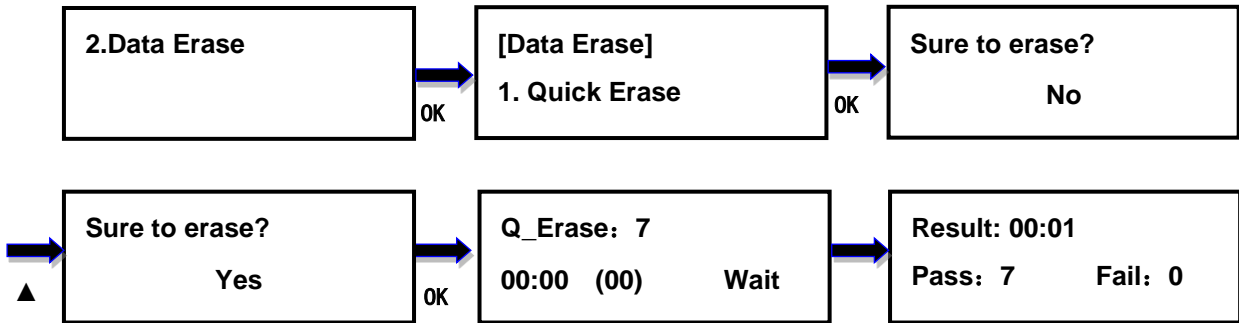 2.Data Erase
OK
[Data Erase]
1. Quick Erase
OK
Sure to erase?
No
▲
Sure to erase?
Yes
OK
Q_Erase：7
00:00 (00) Wait
Result: 00:01
Pass：7 Fail：0